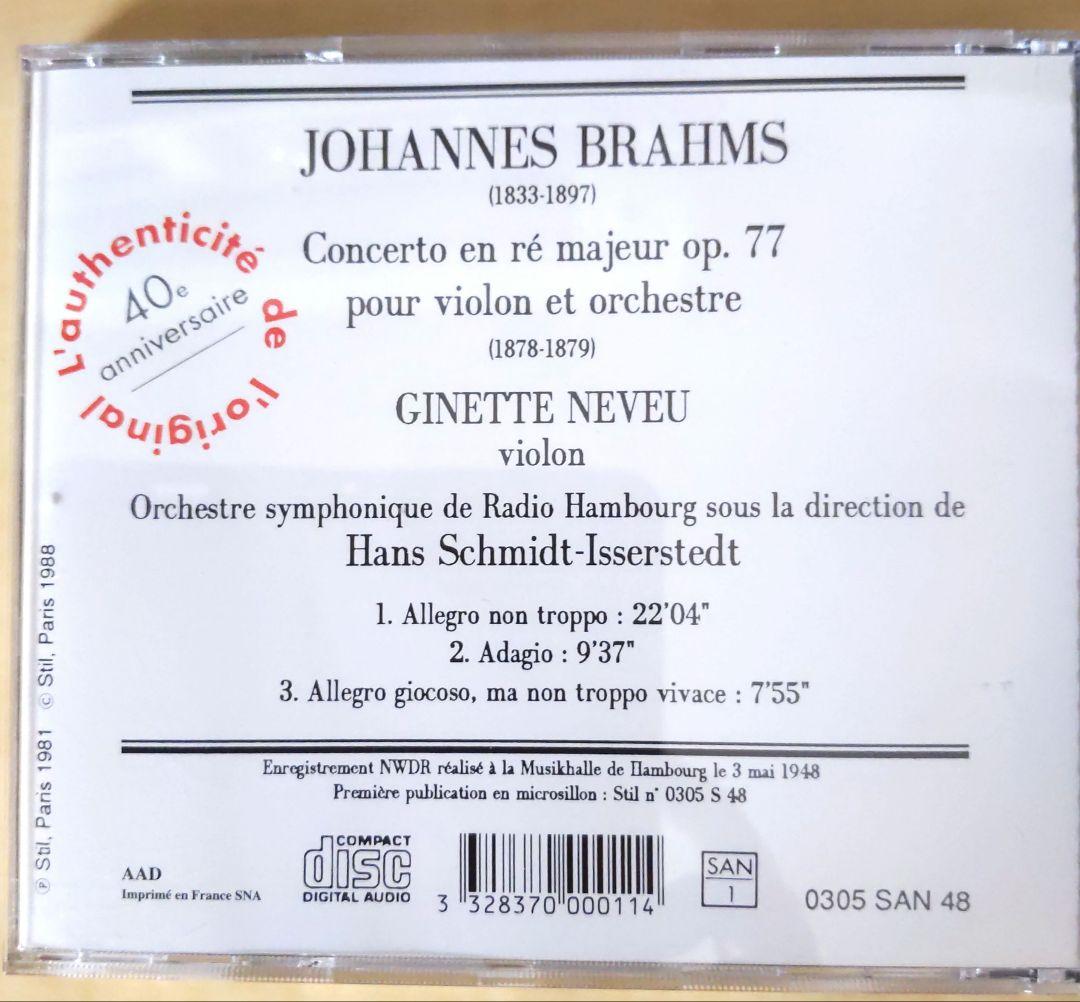 JOHANNES BRAHMS
(1833-1897)
Concerto en ré majeur op. 77
pour violon et orchestre
(1878-1879)
L'authenticité de l'original
40e
anniversaire
GINETTE NEVEU
violon
Orchestre symphonique de Radio Hambourg sous la direction de
Hans Schmidt-Isserstedt
1. Allegro non troppo : 22'04"
2. Adagio : 9'37"
3. Allegro giocoso, ma non troppo vivace : 7'55"
Ⓟ Stil, Paris 1981 © Stil, Paris 1988
Enregistrement NWDR réalisé à la Musikhalle de Hambourg le 3 mai 1948
Première publication en microsillon : Stil n° 0305 S 48
AAD
Imprimé en France SNA
COMPACT
disc
DIGITAL AUDIO
3 328370 000114
SAN
1
0305 SAN 48